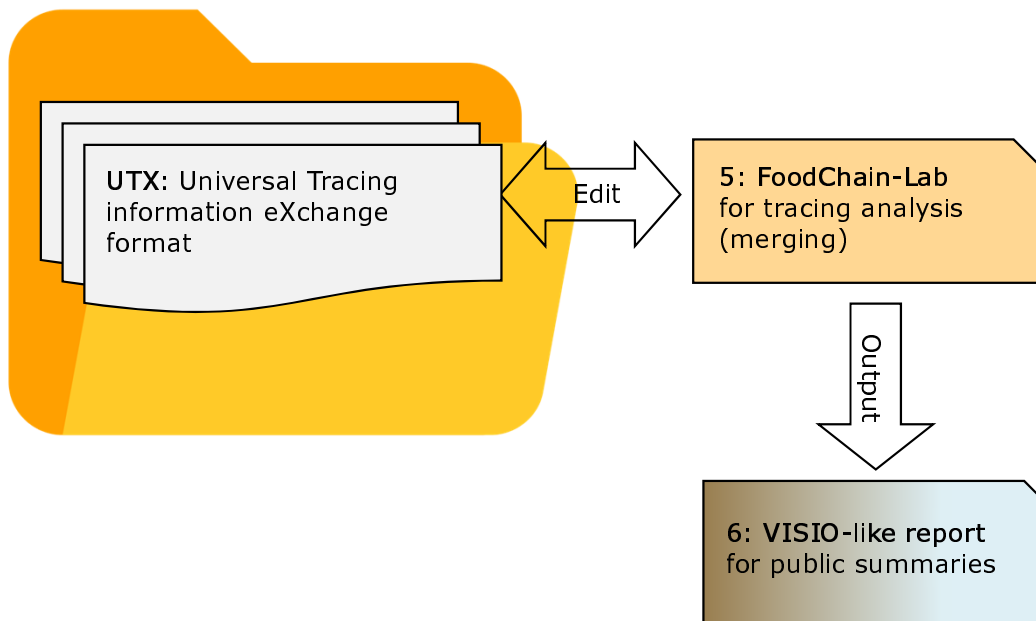 UTX: Universal Tracing
information eXchange
format
Edit
5: FoodChain-Lab
for tracing analysis
(merging)
Output
6: VISIO-like report
for public summaries